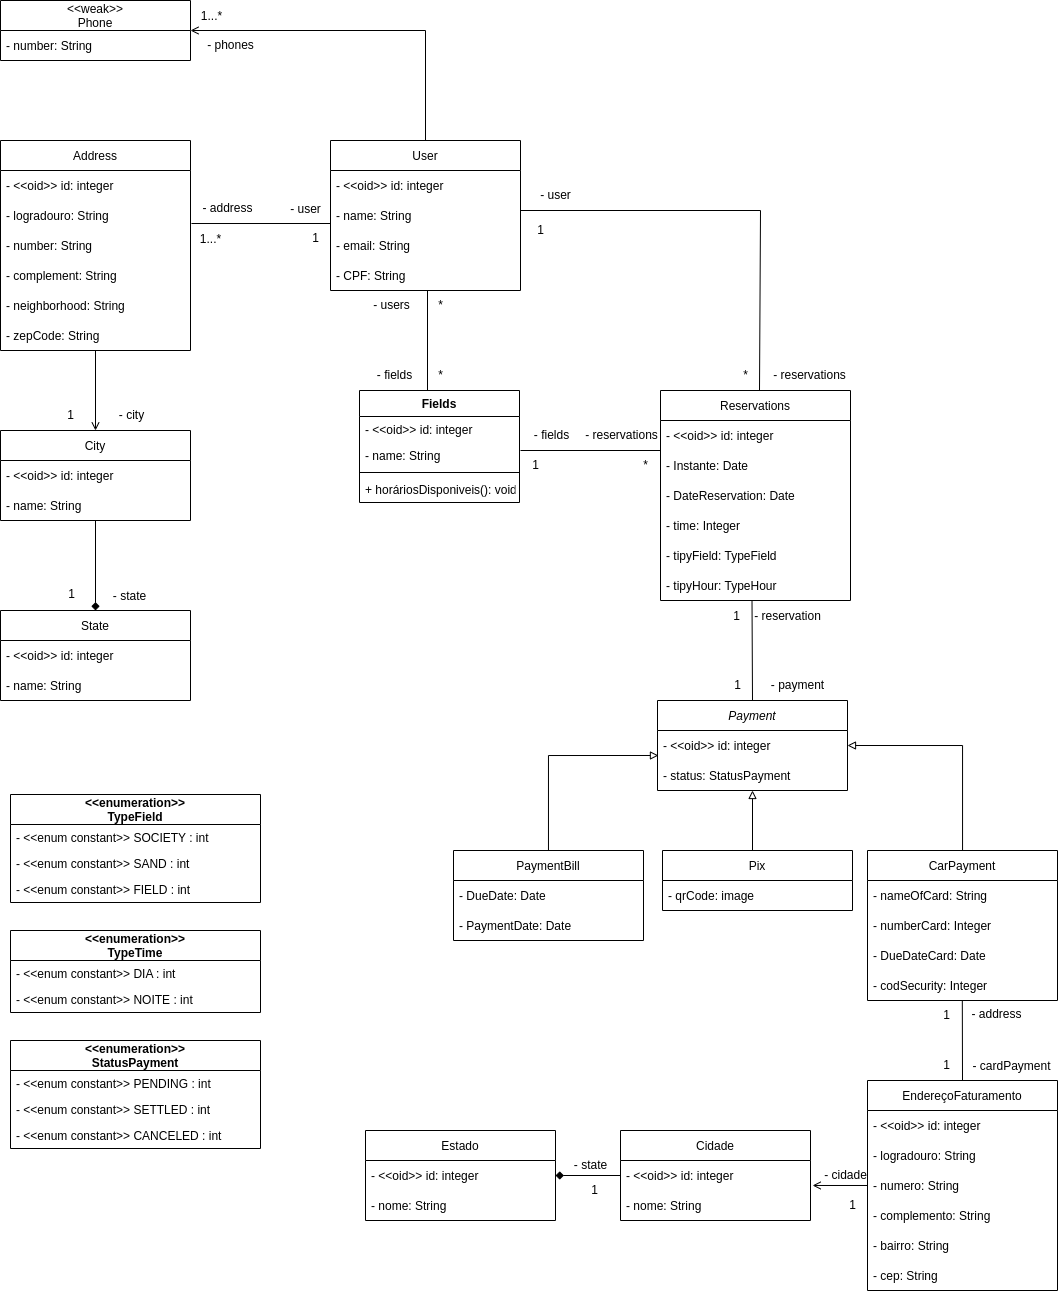 <<weak>>
Phone
- number: String
1...*
- phones
Address
- <<oid>> id: integer
- logradouro: String
- number: String
- complement: String
- neighborhood: String
- zepCode: String
- address
- user
1...*
1
User
- <<oid>> id: integer
- name: String
- email: String
- CPF: String
- user
1
- users
*
- fields
*
*
- reservations
1
- city
City
- <<oid>> id: integer
- name: String
1
- state
State
- <<oid>> id: integer
- name: String
Fields
- <<oid>> id: integer
- name: String
+ horáriosDisponiveis(): void
- fields
- reservations
1
*
Reservations
- <<oid>> id: integer
- Instante: Date
- DateReservation: Date
- time: Integer
- tipyField: TypeField
- tipyHour: TypeHour
1
- reservation
1
- payment
Payment
- <<oid>> id: integer
- status: StatusPayment
<<enumeration>>
TypeField
- <<enum constant>> SOCIETY : int
- <<enum constant>> SAND : int
- <<enum constant>> FIELD : int
<<enumeration>>
TypeTime
- <<enum constant>> DIA : int
- <<enum constant>> NOITE : int
<<enumeration>>
StatusPayment
- <<enum constant>> PENDING : int
- <<enum constant>> SETTLED : int
- <<enum constant>> CANCELED : int
PaymentBill
- DueDate: Date
- PaymentDate: Date
Pix
- qrCode: image
CarPayment
- nameOfCard: String
- numberCard: Integer
- DueDateCard: Date
- codSecurity: Integer
1
- address
1
- cardPayment
EndereçoFaturamento
- <<oid>> id: integer
- logradouro: String
- numero: String
- complemento: String
- bairro: String
- cep: String
Estado
- <<oid>> id: integer
- nome: String
- state
1
Cidade
- <<oid>> id: integer
- nome: String
- cidade
1